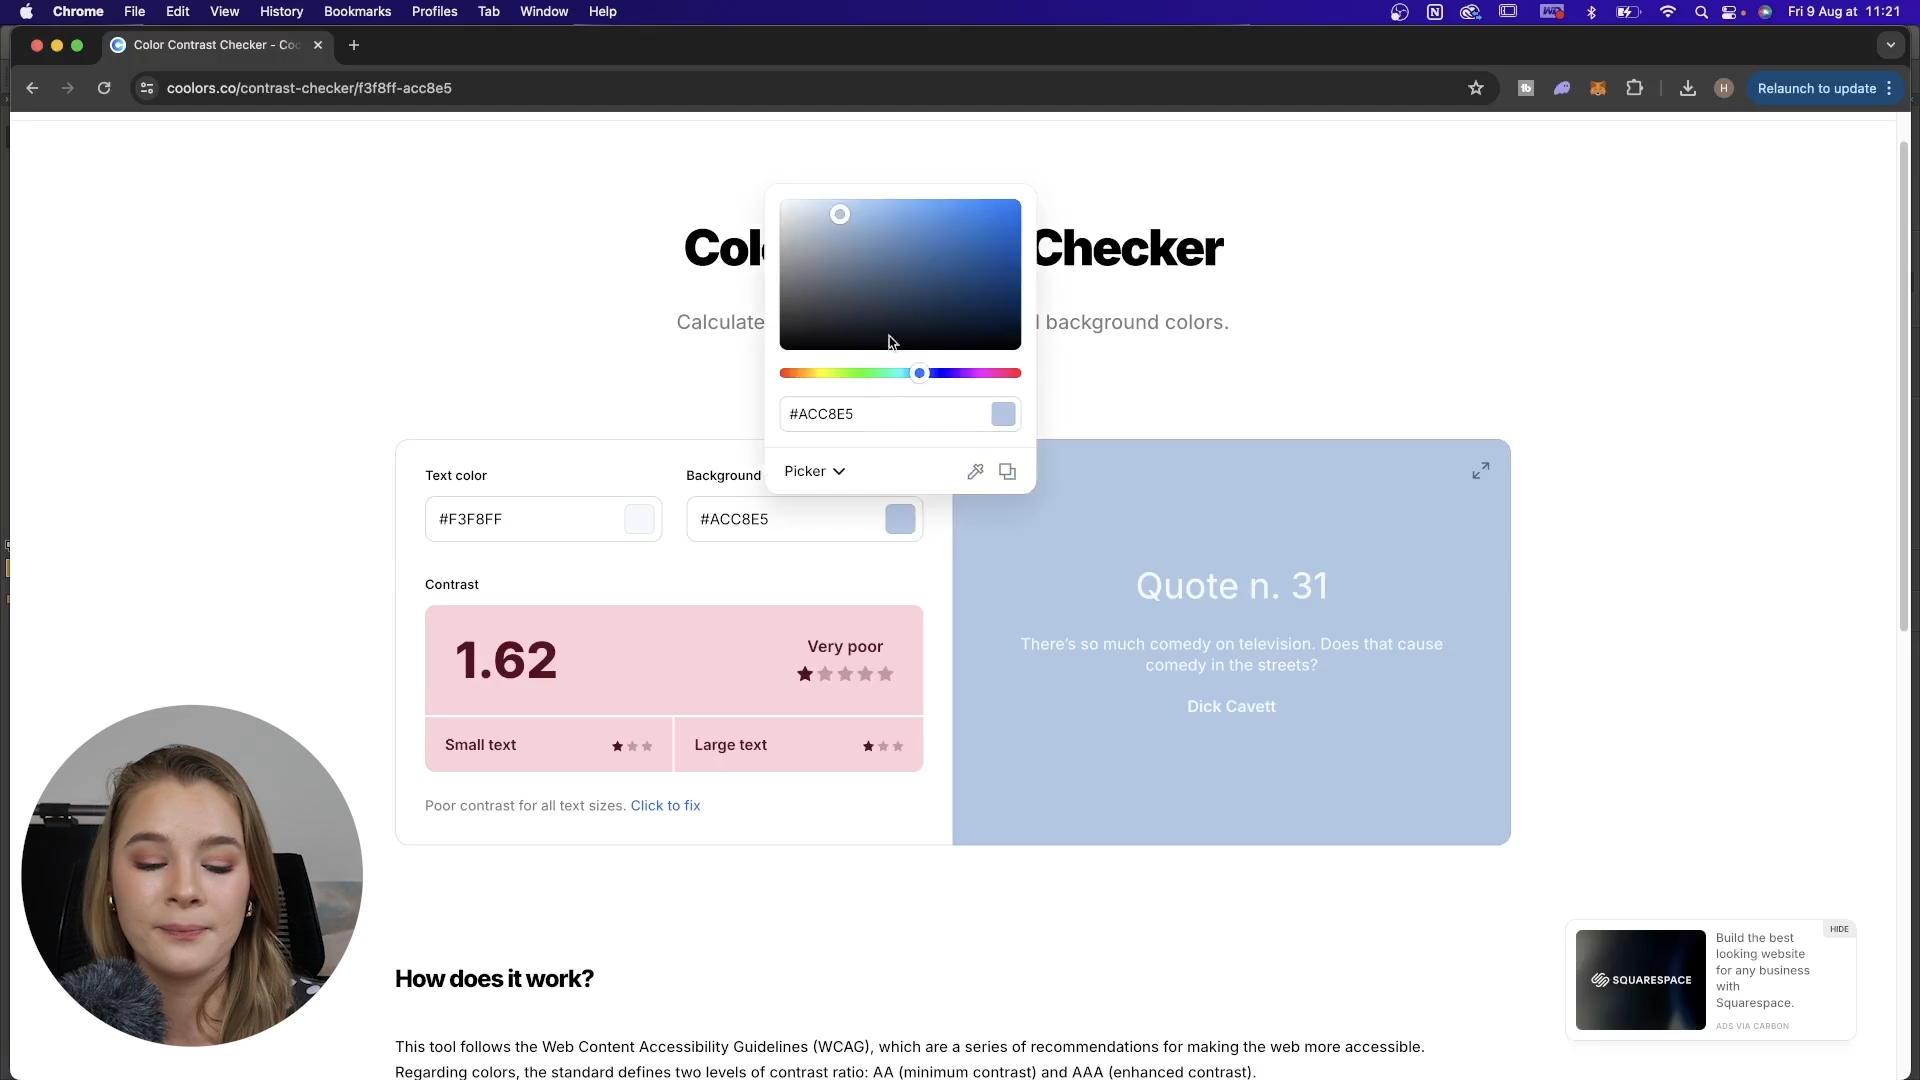 Chrome File Edit View History Bookmarks Profiles Tab Window Help Fri 9 Aug at 11:21
Color Contrast Checker - Coo
coolors.co/contrast-checker/f3f8ff-acc8e5
H
Relaunch to update
Col Checker
Calculate l background colors.
#ACC8E5
Picker
Text color
Background
#F3F8FF
#ACC8E5
Contrast
1.62
Very poor
Small text
Large text
Poor contrast for all text sizes. Click to fix
Quote n. 31
There's so much comedy on television. Does that cause
comedy in the streets?
Dick Cavett
HIDE
SQUARESPACE
Build the best
looking website
for any business
with
Squarespace.
ADS VIA CARBON
How does it work?
This tool follows the Web Content Accessibility Guidelines (WCAG), which are a series of recommendations for making the web more accessible.
Regarding colors, the standard defines two levels of contrast ratio: AA (minimum contrast) and AAA (enhanced contrast).